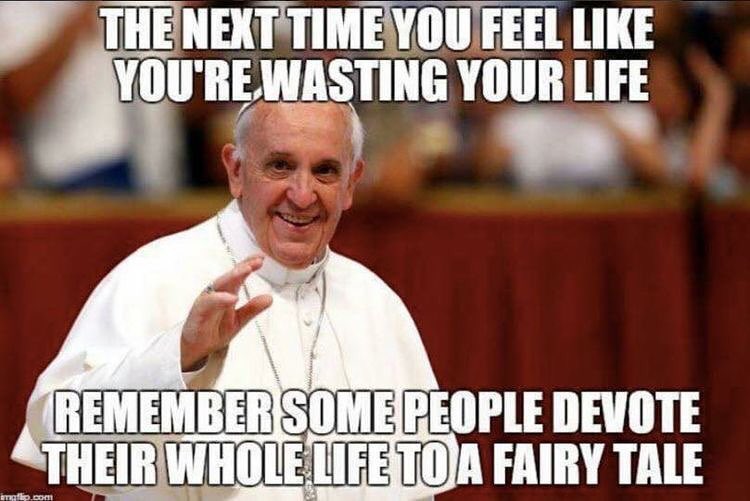 THE NEXT TIME YOU FEEL LIKE
YOU'RE WASTING YOUR LIFE
REMEMBER SOME PEOPLE DEVOTE
THEIR WHOLE LIFE TO A FAIRY TALE
imgflip.com